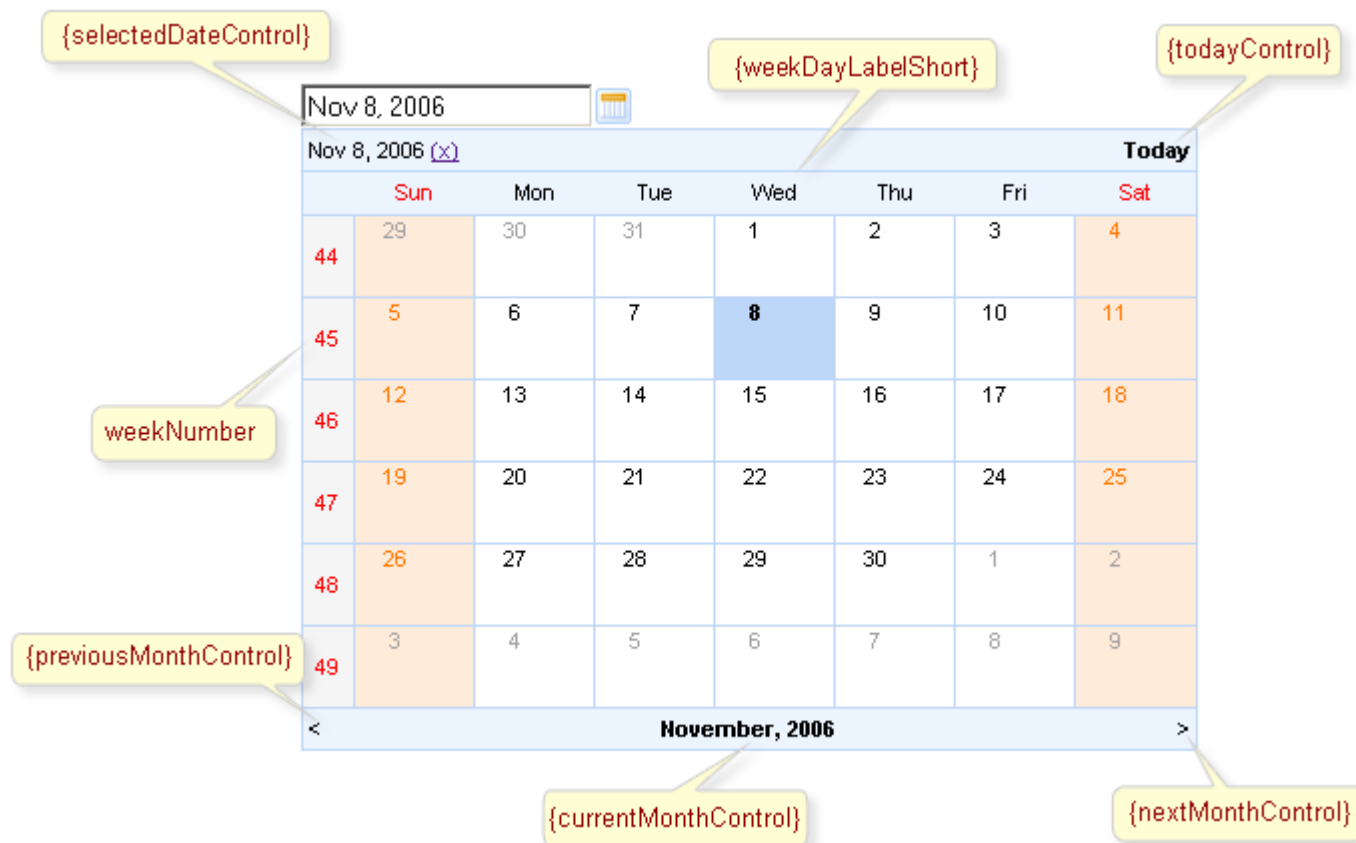 {selectedDateControl}
{weekDayLabelShort}
{todayControl}
Nov 8, 2006
Nov 8, 2006 (x) Today
Sun Mon Tue Wed Thu Fri Sat
44 29 30 31 1 2 3 4
45 5 6 7 8 9 10 11
weekNumber
46 12 13 14 15 16 17 18
47 19 20 21 22 23 24 25
48 26 27 28 29 30 1 2
{previousMonthControl}
49 3 4 5 6 7 8 9
< November, 2006 >
{currentMonthControl}
{nextMonthControl}